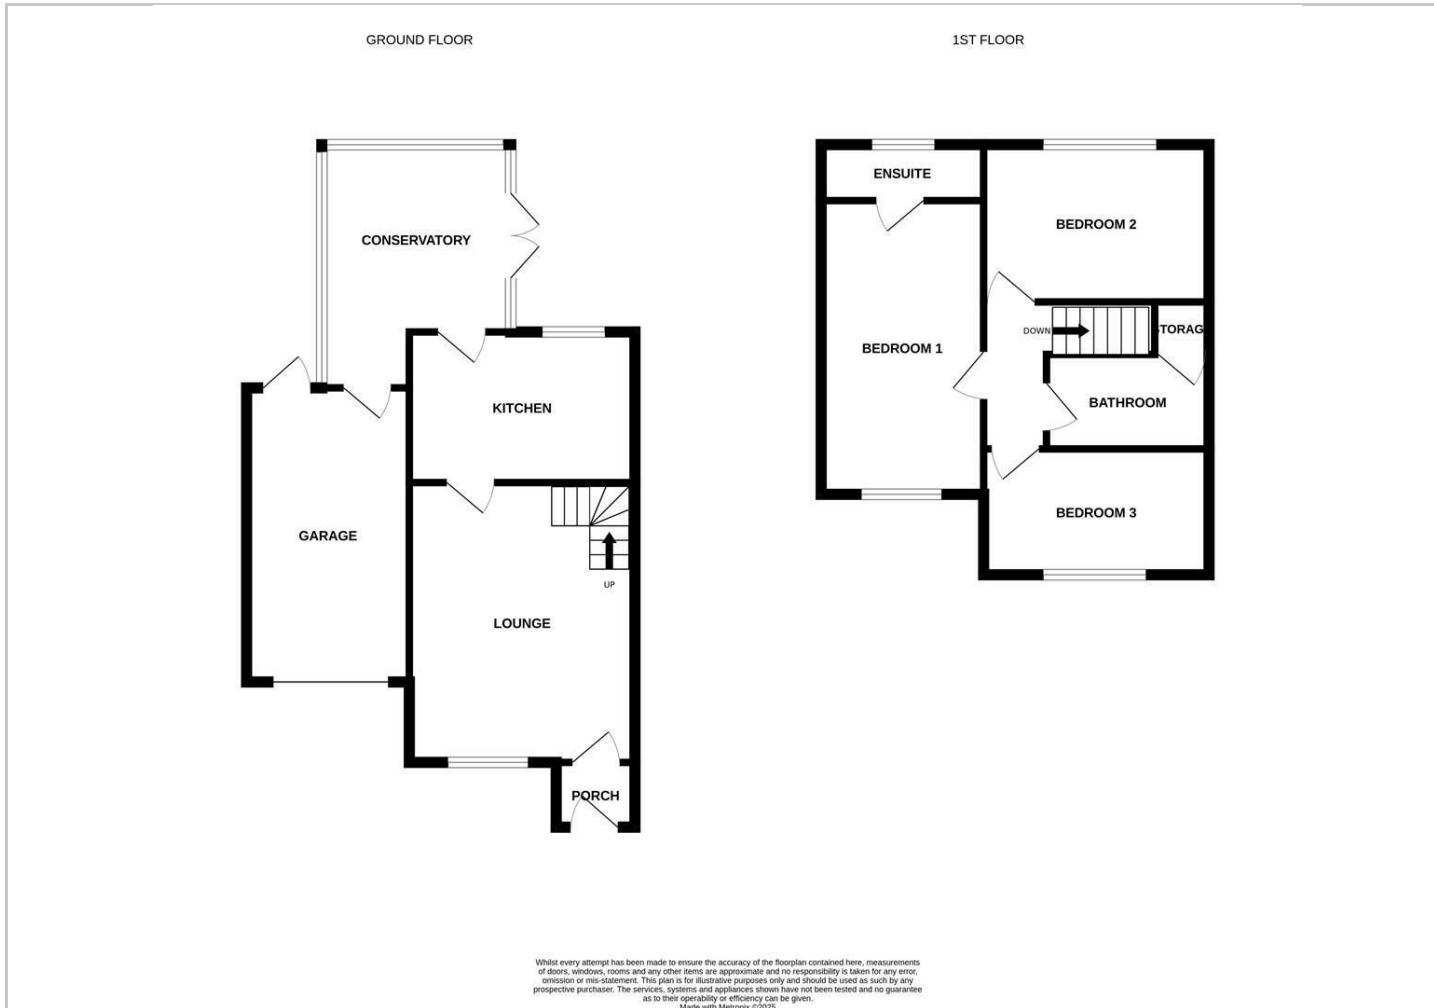 GROUND FLOOR
1ST FLOOR
CONSERVATORY
KITCHEN
GARAGE
LOUNGE
UP
PORCH
ENSUITE
BEDROOM 2
DOWN
STORAG
BEDROOM 1
BATHROOM
BEDROOM 3
Whilst every attempt has been made to ensure the accuracy of the floorplan contained here, measurements
of doors, windows, rooms and any other items are approximate and no responsibility is taken for any error,
omission or mis-statement. This plan is for illustrative purposes only and should be used as such by any
prospective purchaser. The services, systems and appliances shown have not been tested and no guarantee
as to their operability or efficiency can be given.
Made with Metropix ©2025